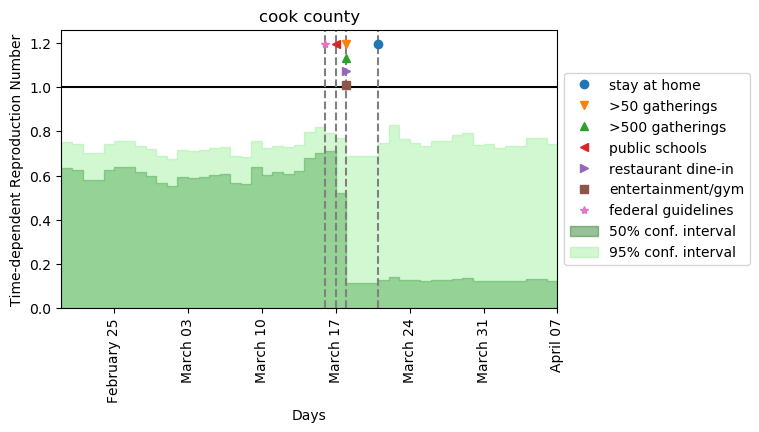 cook county
Time-dependent Reproduction Number
1.2
1.0
0.8
0.6
0.4
0.2
0.0
February 25
March 03
March 10
March 17
March 24
March 31
April 07
Days
stay at home
>50 gatherings
>500 gatherings
public schools
restaurant dine-in
entertainment/gym
federal guidelines
50% conf. interval
95% conf. interval